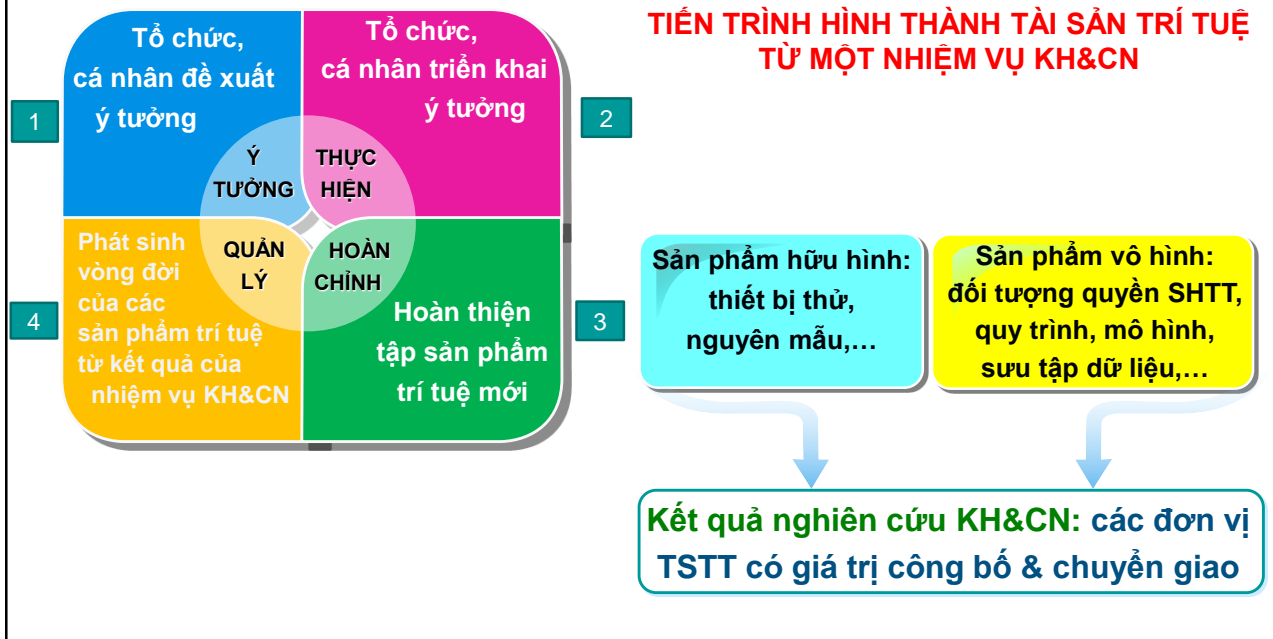 TIẾN TRÌNH HÌNH THÀNH TÀI SẢN TRÍ TUỆ
TỪ MỘT NHIỆM VỤ KH&CN
1
Tổ chức,
cá nhân đề xuất
ý tưởng
Ý
TƯỞNG
2
Tổ chức,
cá nhân triển khai
ý tưởng
THỰC
HIỆN
3
HOÀN
CHỈNH
Hoàn thiện
tập sản phẩm
trí tuệ mới
4
QUẢN
LÝ
Phát sinh
vòng đời
của các
sản phẩm trí tuệ
từ kết quả của
nhiệm vụ KH&CN
Sản phẩm hữu hình:
thiết bị thử,
nguyên mẫu,…
Sản phẩm vô hình:
đối tượng quyền SHTT,
quy trình, mô hình,
sưu tập dữ liệu,…
Kết quả nghiên cứu KH&CN: các đơn vị
TSTT có giá trị công bố & chuyển giao